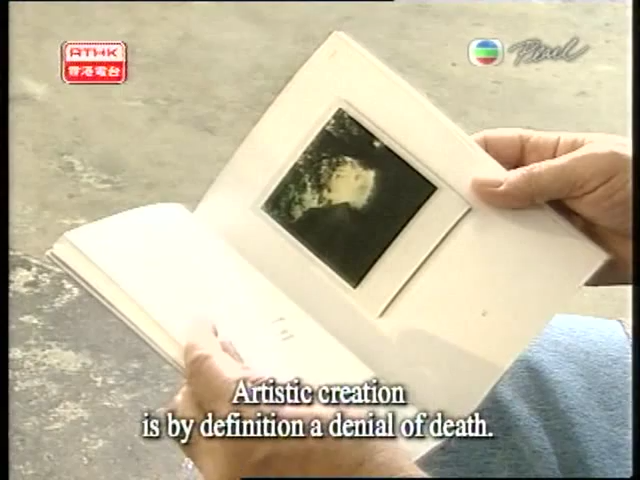 RTHK
香港電台
Pearl
Artistic creation
is by definition a denial of death.